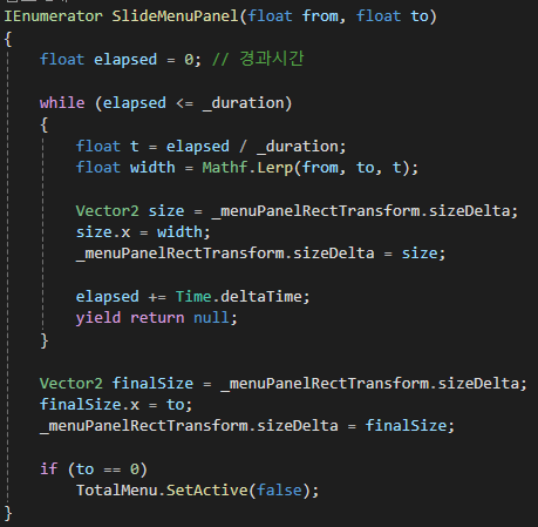 IEnumerator SlideMenuPanel(float from, float to)
{
    float elapsed = 0; // 경과시간

    while (elapsed <= _duration)
    {
        float t = elapsed / _duration;
        float width = Mathf.Lerp(from, to, t);

        Vector2 size = _menuPanelRectTransform.sizeDelta;
        size.x = width;
        _menuPanelRectTransform.sizeDelta = size;

        elapsed += Time.deltaTime;
        yield return null;
    }

    Vector2 finalSize = _menuPanelRectTransform.sizeDelta;
    finalSize.x = to;
    _menuPanelRectTransform.sizeDelta = finalSize;

    if (to == 0)
        TotalMenu.SetActive(false);
}